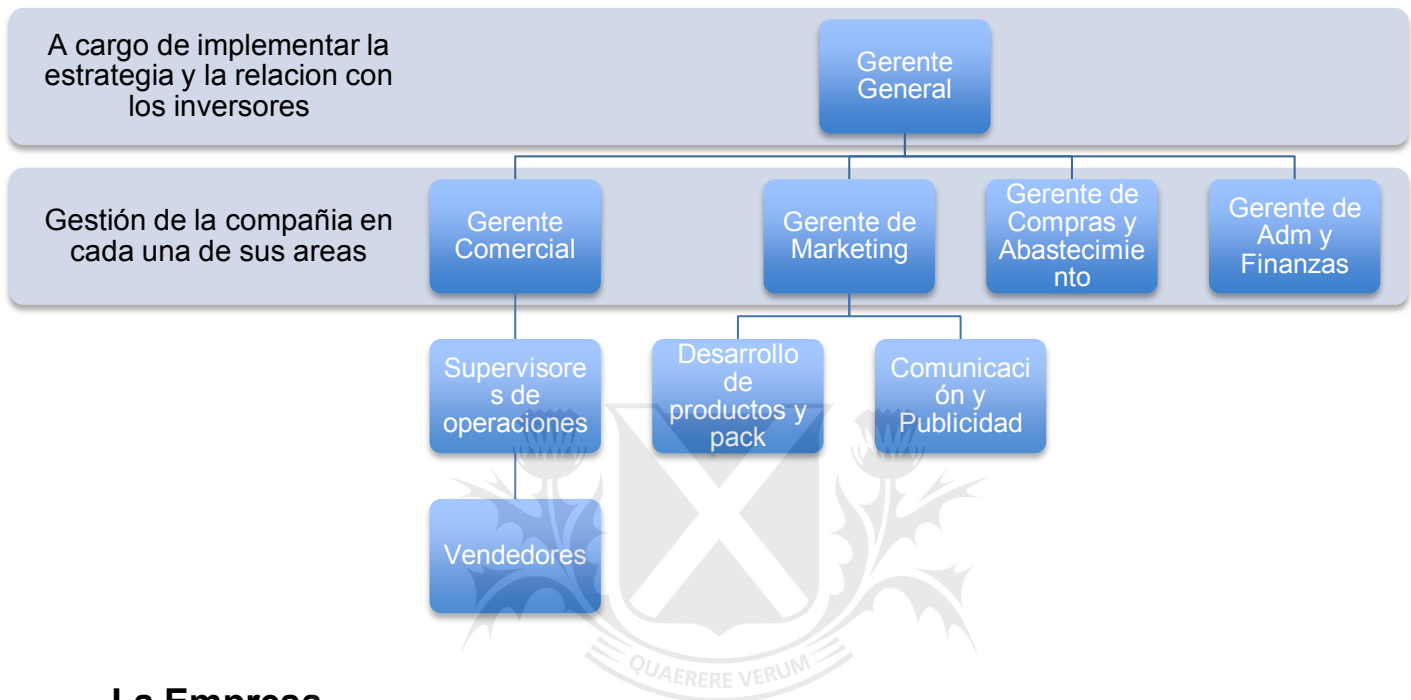 A cargo de implementar la
estrategia y la relacion con
los inversores
Gerente
General
Gestión de la compañia en
cada una de sus areas
Gerente
Comercial
Gerente de
Marketing
Gerente de
Compras y
Abastecimie
nto
Gerente de
Adm y
Finanzas
Supervisore
s de
operaciones
Desarrollo
de
productos y
pack
Comunicaci
ón y
Publicidad
Vendedores
QUAERERE VERUM
La Empresa